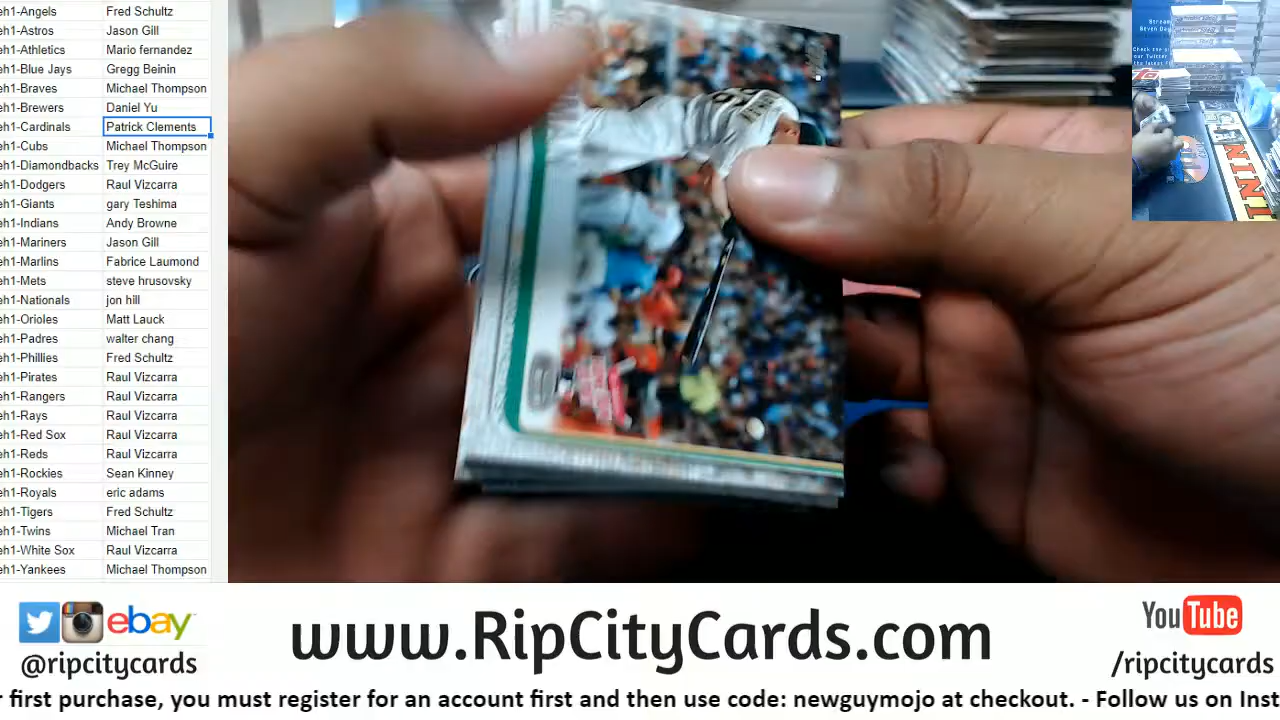 eh1-Angels Fred Schultz
eh1-Astros Jason Gill
eh1-Athletics Mario fernandez
eh1-Blue Jays Gregg Beinin
eh1-Braves Michael Thompson
eh1-Brewers Daniel Yu
eh1-Cardinals Patrick Clements
eh1-Cubs Michael Thompson
eh1-Diamondbacks Trey McGuire
eh1-Dodgers Raul Vizcarra
eh1-Giants gary Teshima
eh1-Indians Andy Browne
eh1-Mariners Jason Gill
eh1-Marlins Fabrice Laumond
eh1-Mets steve hrusovsky
eh1-Nationals jon hill
eh1-Orioles Matt Lauck
eh1-Padres walter chang
eh1-Phillies Fred Schultz
eh1-Pirates Raul Vizcarra
eh1-Rangers Raul Vizcarra
eh1-Rays Raul Vizcarra
eh1-Red Sox Raul Vizcarra
eh1-Reds Raul Vizcarra
eh1-Rockies Sean Kinney
eh1-Royals eric adams
eh1-Tigers Fred Schultz
eh1-Twins Michael Tran
eh1-White Sox Raul Vizcarra
eh1-Yankees Michael Thompson
ebay
@ripcitycards
www.RipCityCards.com
YouTube
/ripcitycards
r first purchase, you must register for an account first and then use code: newguymojo at checkout. - Follow us on Inst